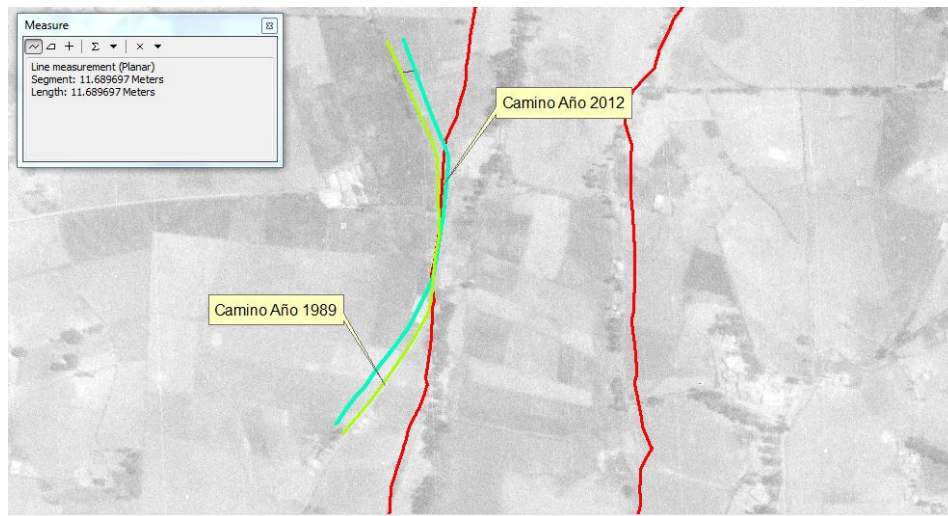 Measure
Line measurement (Planar)
Segment: 11.689697 Meters
Length: 11.689697 Meters
Camino Año 2012
Camino Año 1989